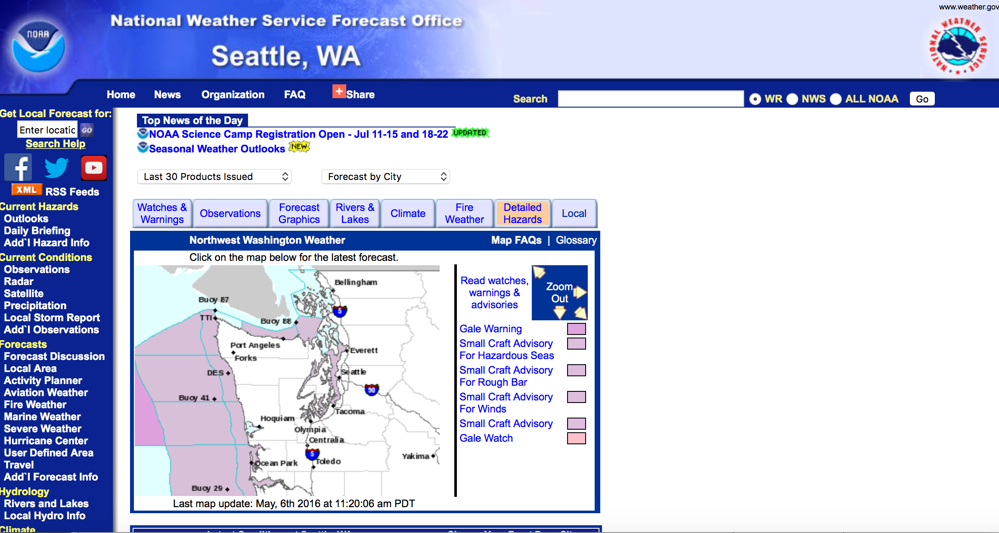 www.weather.gov
NOAA
National Weather Service Forecast Office
Seattle, WA
NATIONAL WEATHER SERVICE
Home News Organization FAQ Share
Search WR NWS ALL NOAA Go
Get Local Forecast for:
Enter locatic GO
Search Help
XML RSS Feeds
Current Hazards
Outlooks
Daily Briefing
Add`l Hazard Info
Current Conditions
Observations
Radar
Satellite
Precipitation
Local Storm Report
Add`l Observations
Forecasts
Forecast Discussion
Local Area
Activity Planner
Aviation Weather
Fire Weather
Marine Weather
Severe Weather
Hurricane Center
User Defined Area
Travel
Add`l Forecast Info
Hydrology
Rivers and Lakes
Local Hydro Info
Climate
Top News of the Day
NOAA Science Camp Registration Open - Jul 11-15 and 18-22 UPDATED
Seasonal Weather Outlooks NEW
Last 30 Products Issued Forecast by City
Watches & Warnings
Observations
Forecast Graphics
Rivers & Lakes
Climate
Fire Weather
Detailed Hazards
Local
Northwest Washington Weather Map FAQs | Glossary
Click on the map below for the latest forecast.
Bellingham
Buoy 87
5
TTI
Buoy 88
Port Angeles
Forks
Everett
DES
Seattle
90
Buoy 41
Tacoma
Hoquiam
Olympia
Centralia
5
Yakima
Ocean Park
Toledo
Buoy 29
Last map update: May, 6th 2016 at 11:20:06 am PDT
Read watches,
warnings &
advisories
Zoom
Out
Gale Warning
Small Craft Advisory
For Hazardous Seas
Small Craft Advisory
For Rough Bar
Small Craft Advisory
For Winds
Small Craft Advisory
Gale Watch